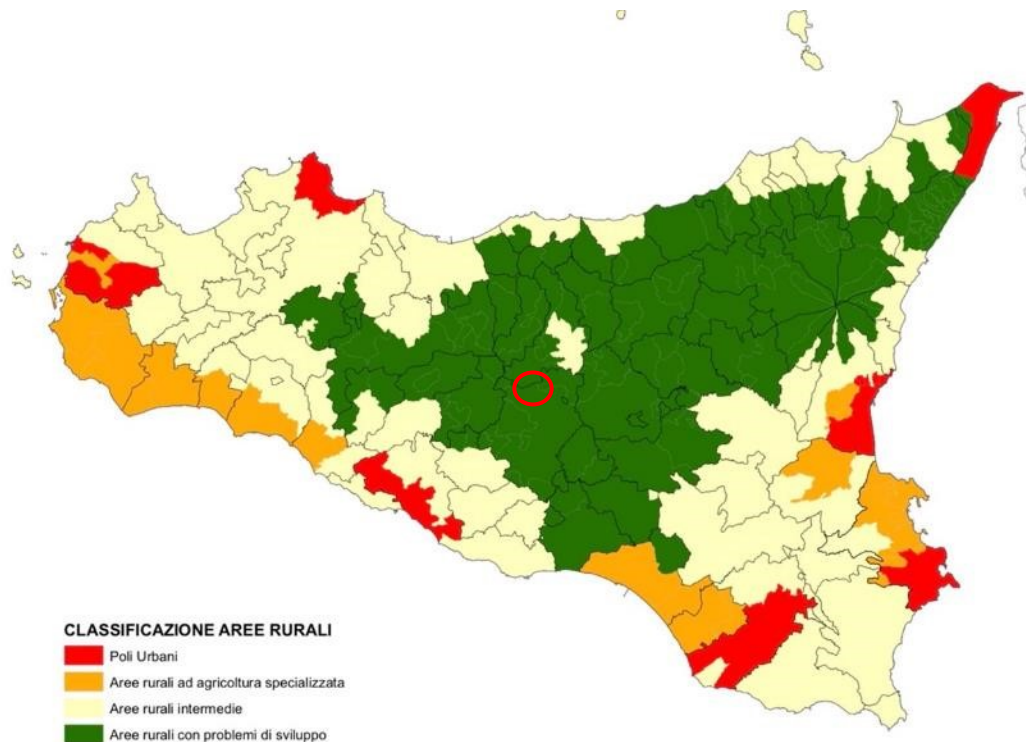 CLASSIFICAZIONE AREE RURALI
Poli Urbani
Aree rurali ad agricoltura specializzata
Aree rurali intermedie
Aree rurali con problemi di sviluppo